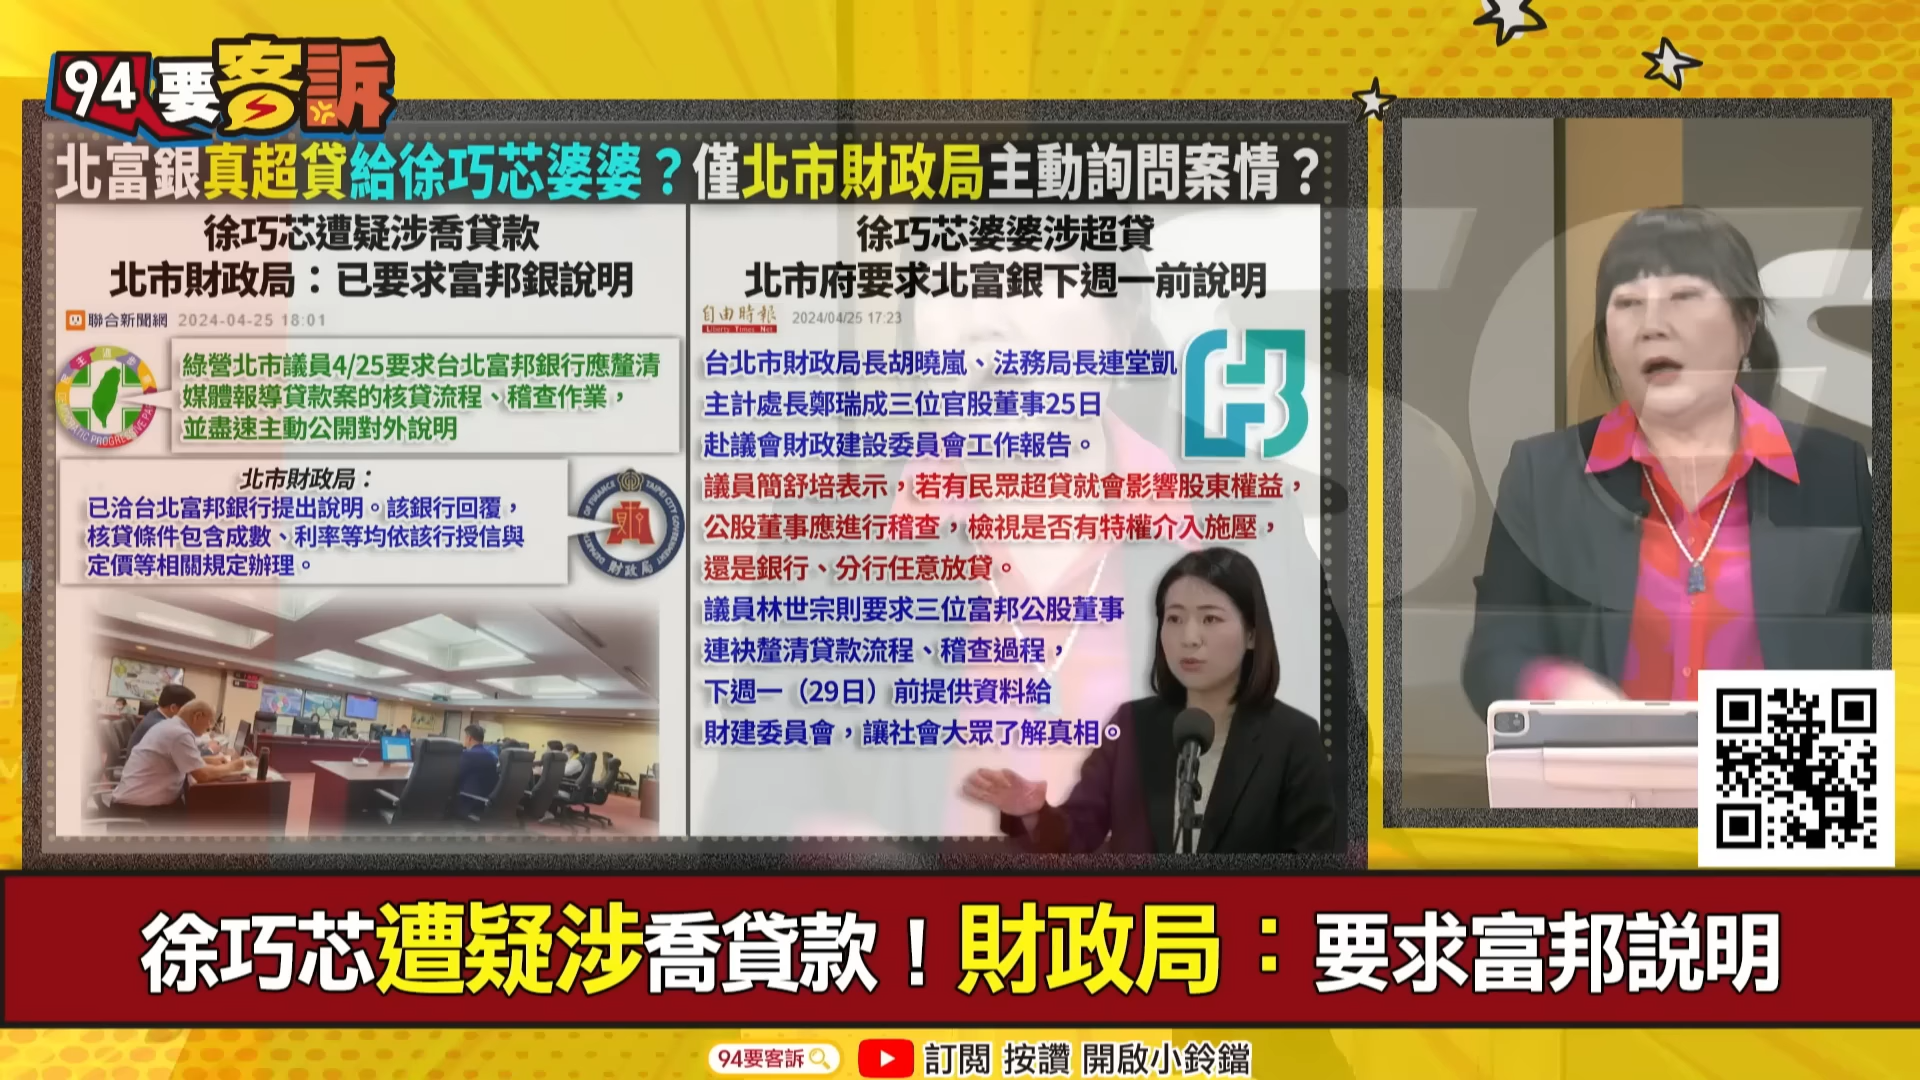 94要客訴
北富銀真超貸給徐巧芯婆婆？僅北市財政局主動詢問案情？
徐巧芯遭疑涉喬貸款
北市財政局：已要求富邦銀說明
聯合新聞網 2024-04-25 18:01
綠營北市議員4/25要求台北富邦銀行應釐清
媒體報導貸款案的核貸流程、稽查作業，
並盡速主動公開對外說明
北市財政局：
已洽台北富邦銀行提出說明。該銀行回覆，
核貸條件包含成數、利率等均依該行授信與
定價等相關規定辦理。
財政局
徐巧芯婆婆涉超貸
北市府要求北富銀下週一前說明
自由時報
Liberty Times Net
2024/04/25 17:23
台北市財政局長胡曉嵐、法務局長連堂凱
主計處長鄭瑞成三位官股董事25日
赴議會財政建設委員會工作報告。
議員簡舒培表示，若有民眾超貸就會影響股東權益，
公股董事應進行稽查，檢視是否有特權介入施壓，
還是銀行、分行任意放貸。
議員林世宗則要求三位富邦公股董事
連袂釐清貸款流程、稽查過程，
下週一（29日）前提供資料給
財建委員會，讓社會大眾了解真相。
徐巧芯遭疑涉喬貸款！財政局：要求富邦説明
94要客訴
訂閱 按讚 開啟小鈴鐺